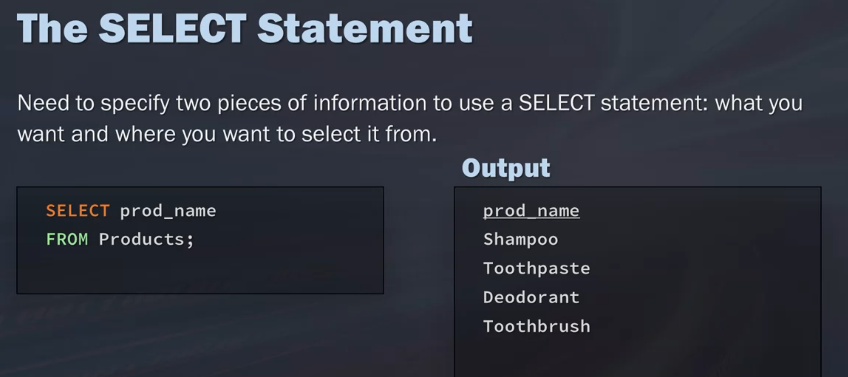 The SELECT Statement
Need to specify two pieces of information to use a SELECT statement: what you
want and where you want to select it from.
SELECT prod_name
FROM Products;
Output
prod_name
Shampoo
Toothpaste
Deodorant
Toothbrush